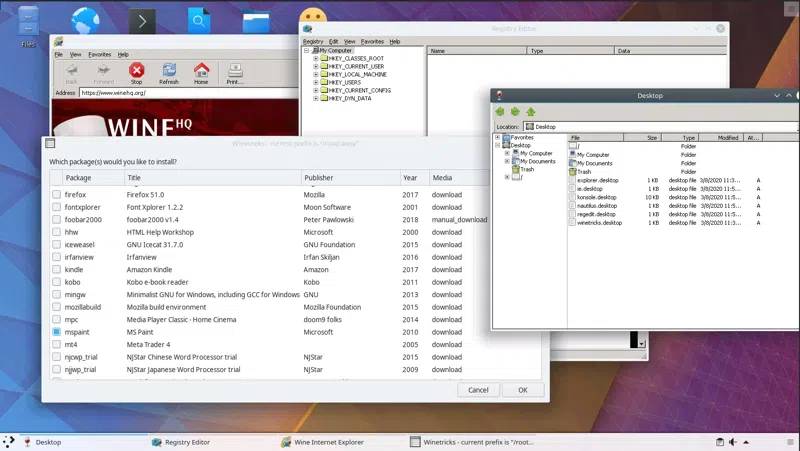 Files
Registry Editor
Registry Edit View Favorites Help
My Computer
HKEY_CLASSES_ROOT
HKEY_CURRENT_USER
HKEY_LOCAL_MACHINE
HKEY_USERS
HKEY_CURRENT_CONFIG
HKEY_DYN_DATA
Name Type Data
File View Favorites Help
Back Forward Stop Refresh Home Print...
Address https://www.winehq.org/
WINE HQ
Desktop
Location: Desktop
Favorites
Desktop
My Computer
My Documents
Trash
/
File Size Type Modified At...
/ Folder
My Computer Folder
My Documents Folder
Trash Folder
explorer.desktop 1 KB desktop file 3/8/2020 11:3... A
ie.desktop 1 KB desktop file 3/8/2020 11:5... A
konsole.desktop 10 KB desktop file 3/8/2020 11:5... A
nautilus.desktop 1 KB desktop file 3/8/2020 11:3... A
regedit.desktop 1 KB desktop file 3/8/2020 11:5... A
winetricks.desktop 1 KB desktop file 3/8/2020 11:3... A
Winetricks - current prefix is "/root/.wine"
Which package(s) would you like to install?
Package Title Publisher Year Media
firefox Firefox 51.0 Mozilla 2017 download
fontxplorer Font Xplorer 1.2.2 Moon Software 2001 download
foobar2000 foobar2000 v1.4 Peter Pawlowski 2018 manual_download
hhw HTML Help Workshop Microsoft 2000 download
iceweasel GNU Icecat 31.7.0 GNU Foundation 2015 download
irfanview Irfanview Irfan Skiljan 2016 download
kindle Amazon Kindle Amazon 2017 download
kobo Kobo e-book reader Kobo 2011 download
mingw Minimalist GNU for Windows, including GCC for Windows GNU 2013 download
mozillabuild Mozilla build environment Mozilla Foundation 2015 download
mpc Media Player Classic - Home Cinema doom9 folks 2014 download
mspaint MS Paint Microsoft 2010 download
mt4 Meta Trader 4 2005 download
njcwp_trial NJStar Chinese Word Processor trial NJStar 2015 download
njjwp_trial NJStar Japanese Word Processor trial NJStar 2009 download
Cancel OK
Desktop Registry Editor Wine Internet Explorer Winetricks - current prefix is "/root...